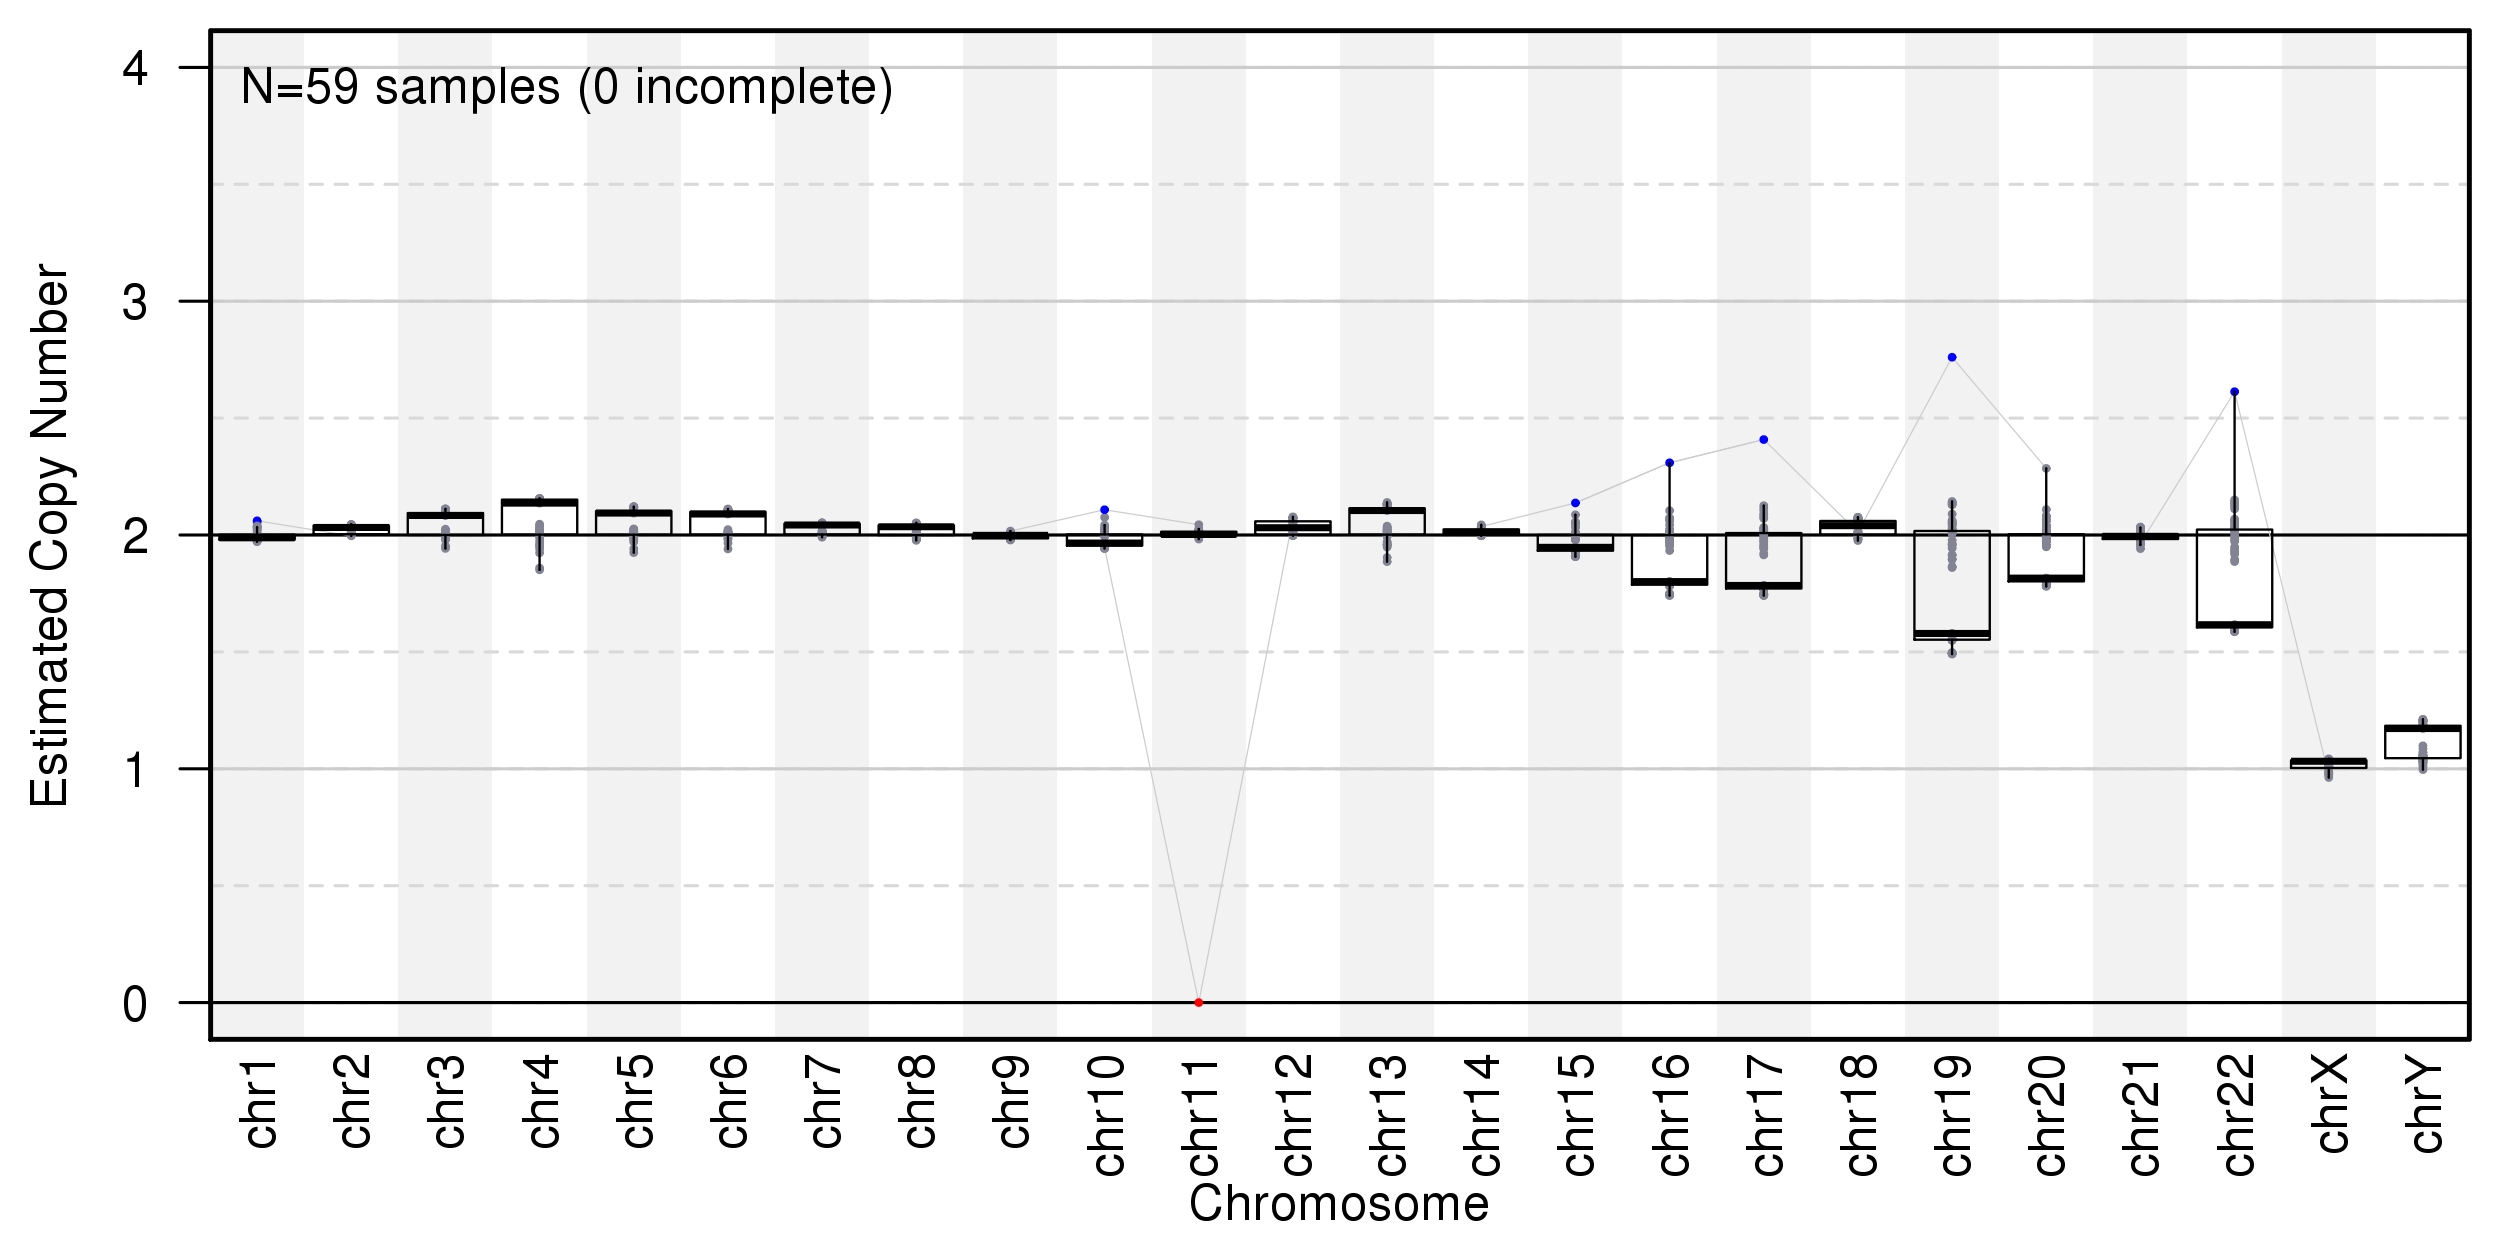 N=59 samples (0 incomplete)
Estimated Copy Number
4
3
2
1
0
chr1
chr2
chr3
chr4
chr5
chr6
chr7
chr8
chr9
chr10
chr11
chr12
chr13
chr14
chr15
chr16
chr17
chr18
chr19
chr20
chr21
chr22
chrX
chrY
Chromosome